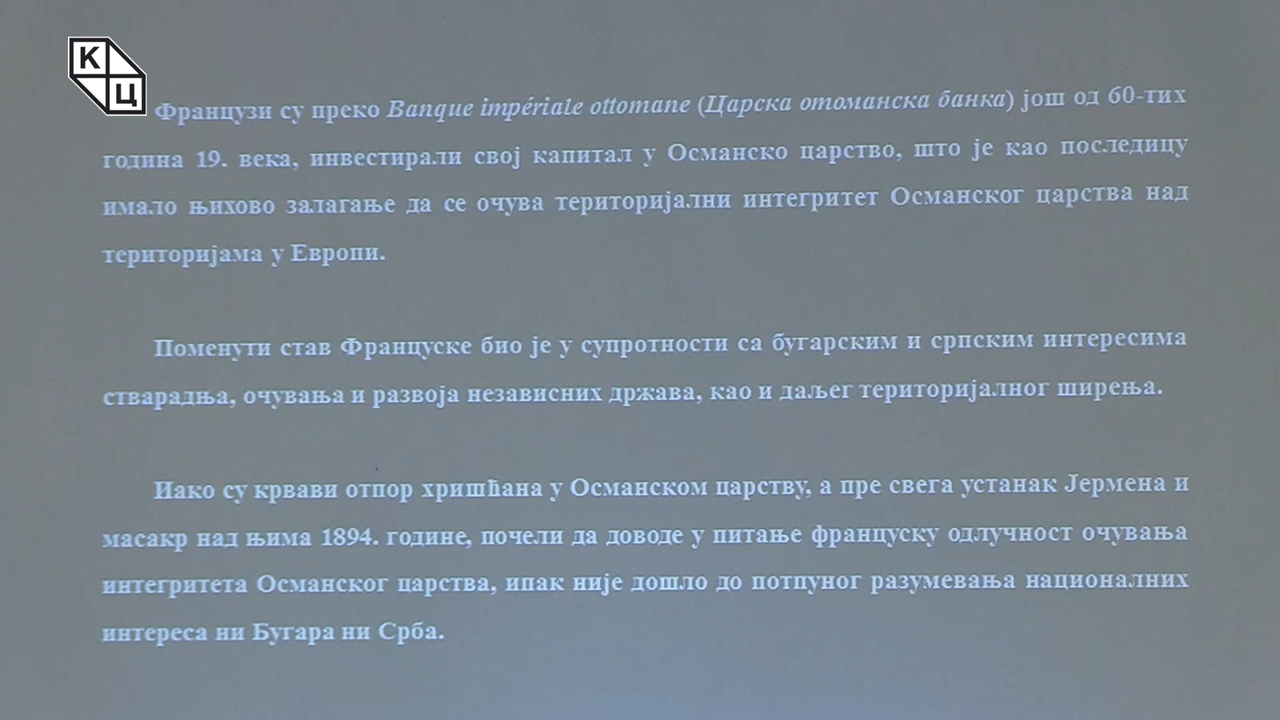 К
Ц
Французи су преко Banque impériale ottomane (Царска отоманска банка) још од 60-тих
година 19. века, инвестирали свој капитал у Османско царство, што је као последицу
имало њихово залагање да се очува територијални интегритет Османског царства над
територијама у Европи.
Поменути став Француске био је у супротности са бугарским и српским интересима
стварадња, очувања и развоја независних држава, као и даљег територијалног ширења.
Иако су крвави отпор хришћана у Османском царству, а пре свега устанак Јермена и
масакр над њима 1894. године, почели да доводе у питање француску одлучност очувања
интегритета Османског царства, ипак није дошло до потпуног разумевања националних
интереса ни Бугара ни Срба.